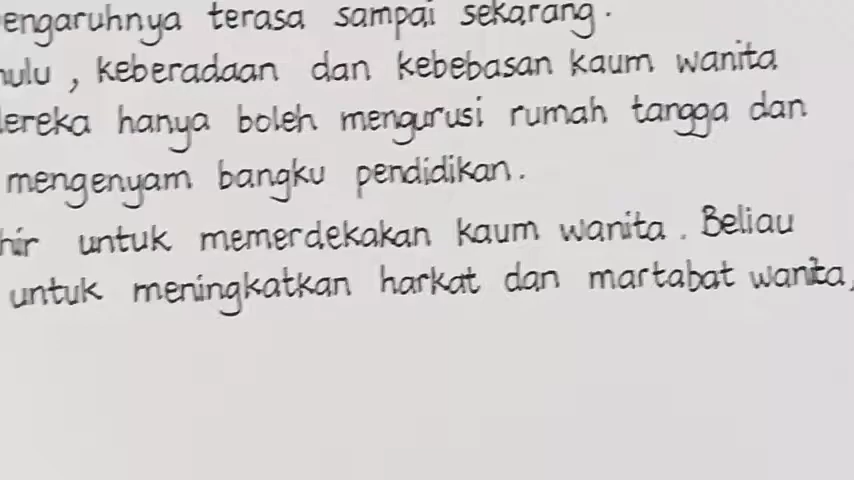 engaruhnya terasa sampai sekarang.
ulu, keberadaan dan kebebasan kaum wanita
ereka hanya boleh mengurusi rumah tangga dan
mengenyam bangku pendidikan.
hir untuk memerdekakan kaum wanita. Beliau
untuk meningkatkan harkat dan martabat wanita,